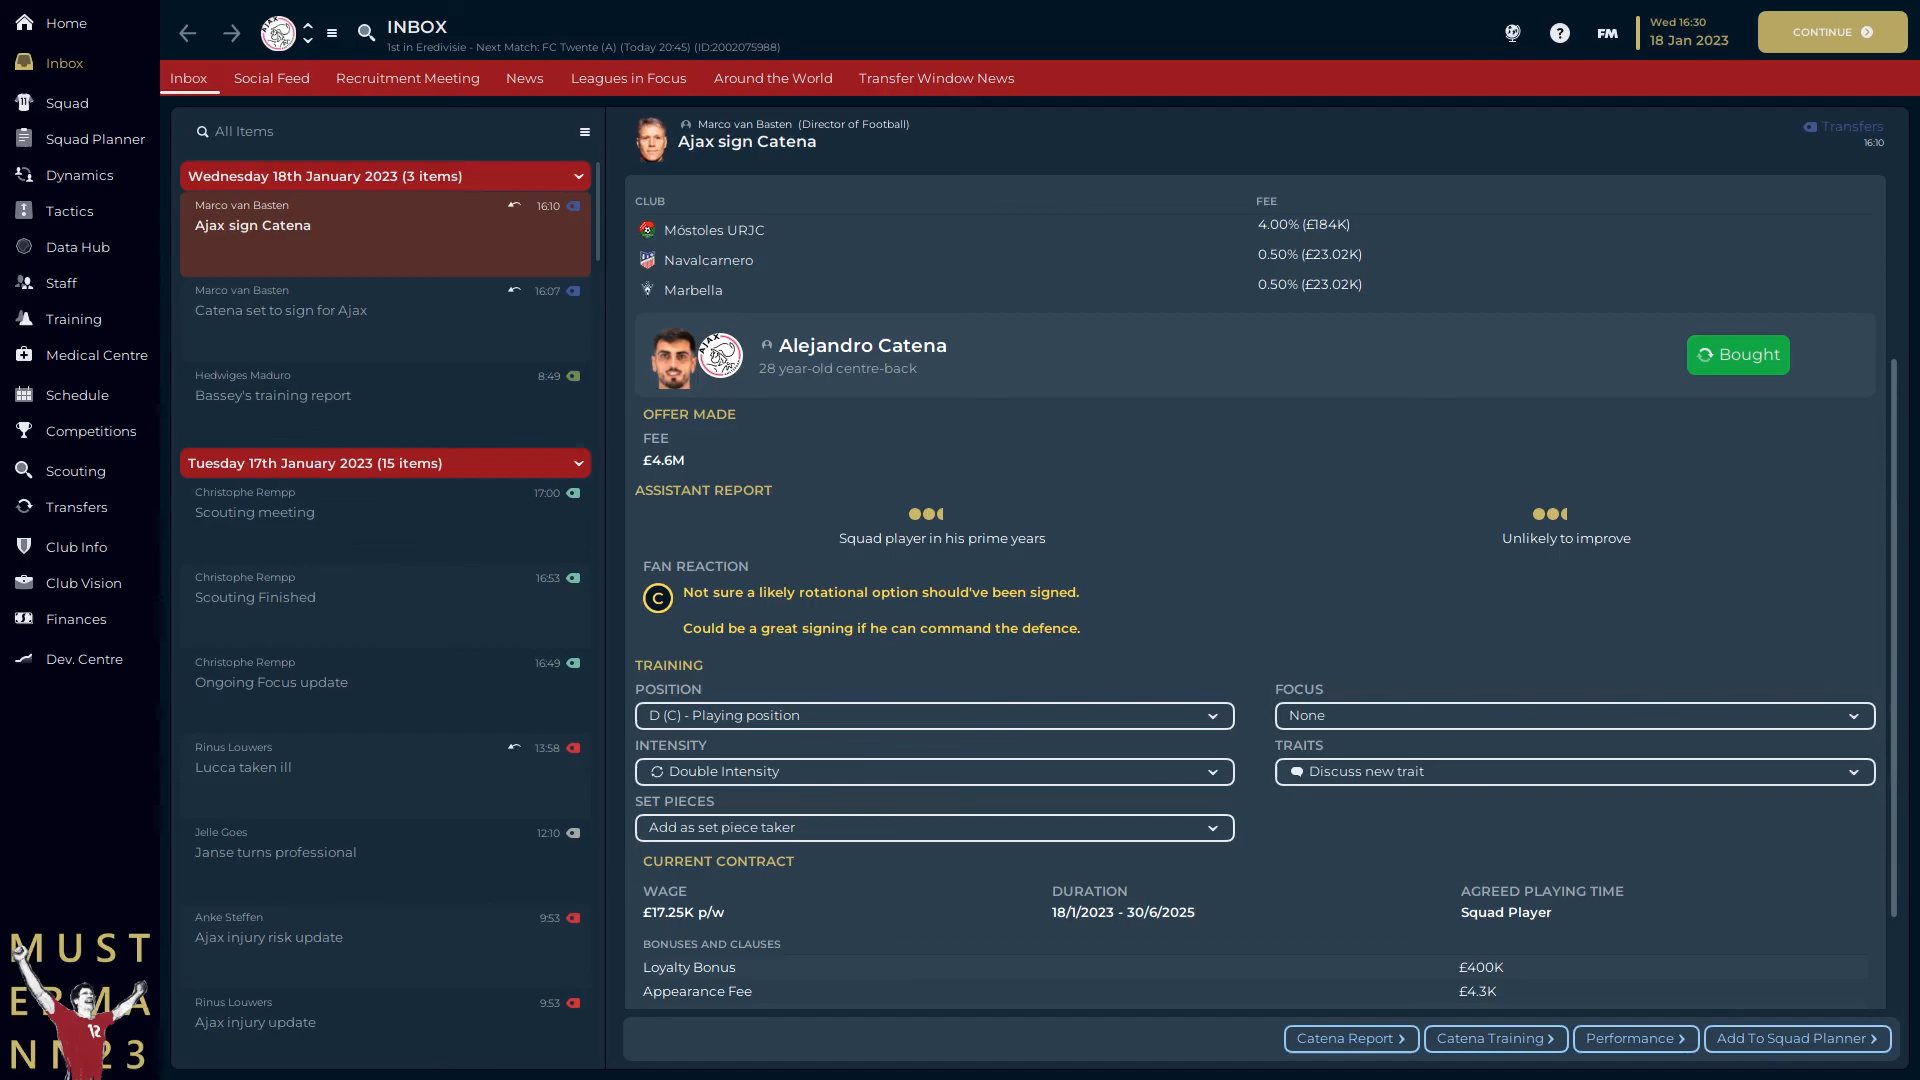 Home
Inbox
Squad
Squad Planner
Dynamics
Tactics
Data Hub
Staff
Training
Medical Centre
Schedule
Competitions
Scouting
Transfers
Club Info
Club Vision
Finances
Dev. Centre
MUST
ERMA
NN23
12
INBOX
1st in Eredivisie - Next Match: FC Twente (A) (Today 20:45) (ID:2002075988)
FM
Wed 16:30
18 Jan 2023
CONTINUE
Inbox
Social Feed
Recruitment Meeting
News
Leagues in Focus
Around the World
Transfer Window News
All Items
Wednesday 18th January 2023 (3 items)
Marco van Basten
16:10
Ajax sign Catena
Marco van Basten
16:07
Catena set to sign for Ajax
Hedwiges Maduro
8:49
Bassey's training report
Tuesday 17th January 2023 (15 items)
Christophe Rempp
17:00
Scouting meeting
Christophe Rempp
16:53
Scouting Finished
Christophe Rempp
16:49
Ongoing Focus update
Rinus Louwers
13:58
Lucca taken ill
Jelle Goes
12:10
Janse turns professional
Anke Steffen
9:53
Ajax injury risk update
Rinus Louwers
9:53
Ajax injury update
Marco van Basten (Director of Football)
Ajax sign Catena
Transfers
16:10
CLUB
FEE
Móstoles URJC
4.00% (£184K)
Navalcarnero
0.50% (£23.02K)
Marbella
0.50% (£23.02K)
AJAX
Alejandro Catena
28 year-old centre-back
Bought
OFFER MADE
FEE
£4.6M
ASSISTANT REPORT
Squad player in his prime years
Unlikely to improve
FAN REACTION
C
Not sure a likely rotational option should've been signed.
Could be a great signing if he can command the defence.
TRAINING
POSITION
D (C) - Playing position
FOCUS
None
INTENSITY
Double Intensity
TRAITS
Discuss new trait
SET PIECES
Add as set piece taker
CURRENT CONTRACT
WAGE
£17.25K p/w
DURATION
18/1/2023 - 30/6/2025
AGREED PLAYING TIME
Squad Player
BONUSES AND CLAUSES
Loyalty Bonus
£400K
Appearance Fee
£4.3K
Catena Report
Catena Training
Performance
Add To Squad Planner